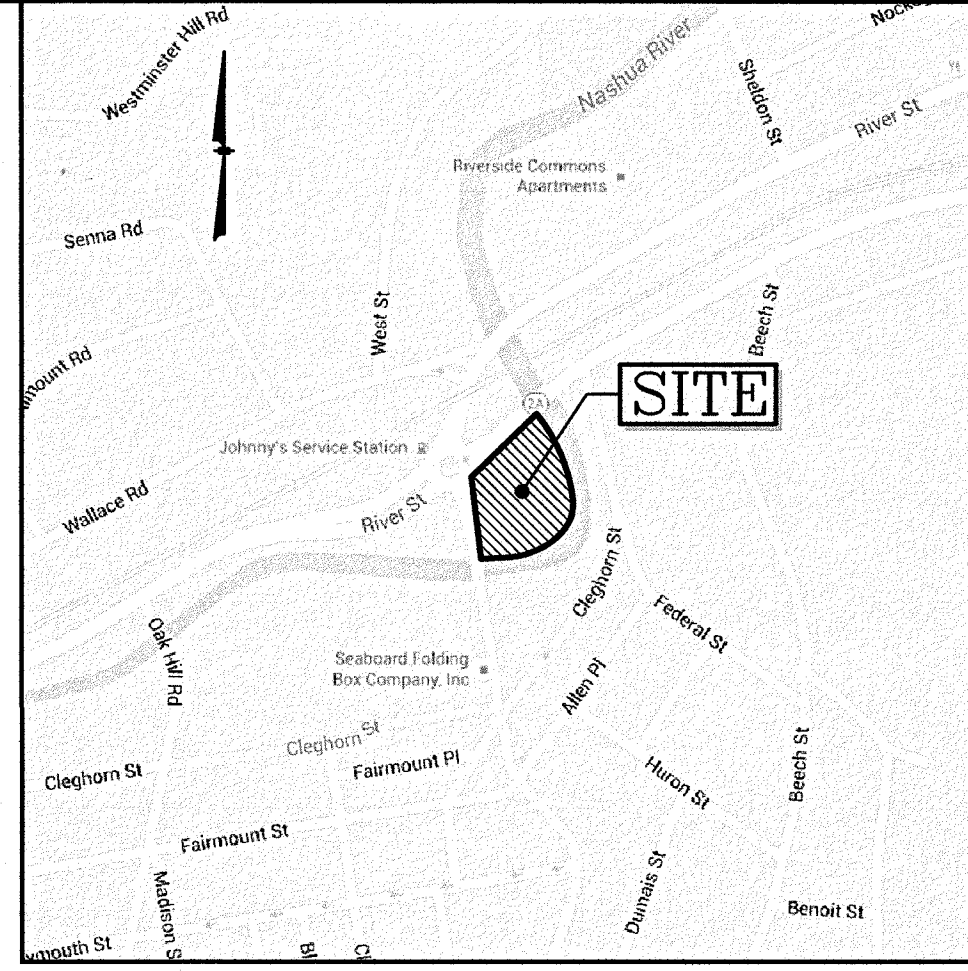 Westminster Hill Rd
Nashua River
Sheldon St
River St
Riverside Commons
Apartments
Senna Rd
West St
Beech St
2A
SITE
Johnny's Service Station
Wallace Rd
River St
Cleghorn St
Federal St
Oak Hill Rd
Seaboard Folding
Box Company, Inc
Allen Pl
Cleghorn St
Fairmount Pl
Cleghorn St
Huron St
Beech St
Fairmount St
Madison S
Dumais St
Benoit St